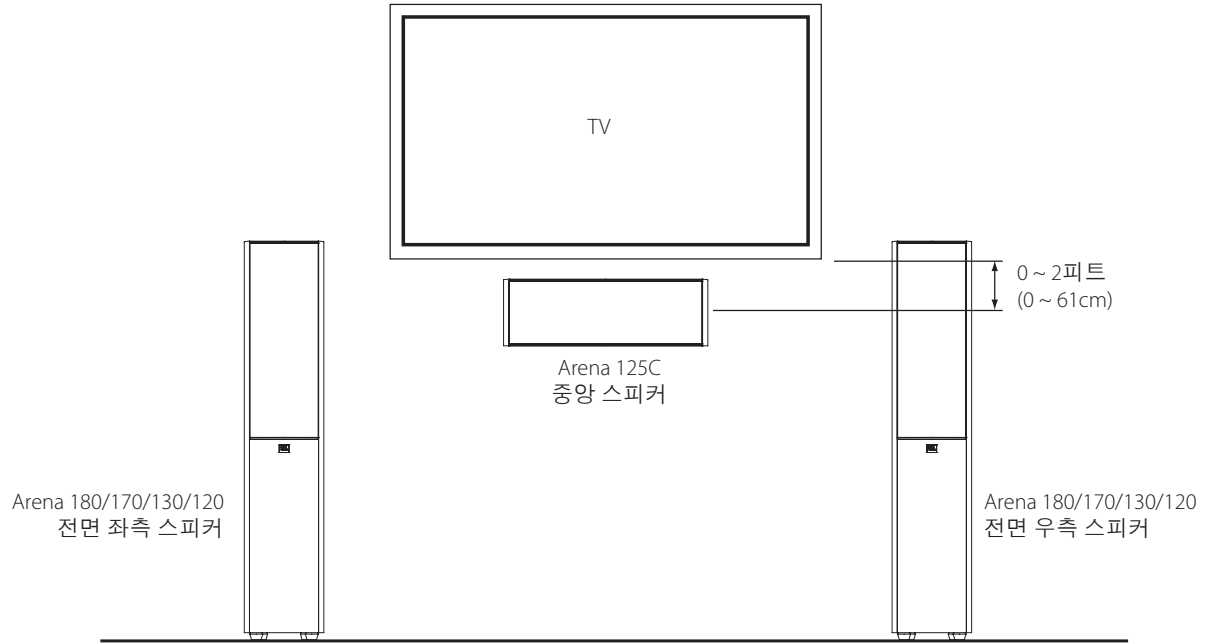 TV
0 ~ 2피트
(0 ~ 61cm)
Arena 125C
중앙 스피커
Arena 180/170/130/120
전면 좌측 스피커
Arena 180/170/130/120
전면 우측 스피커